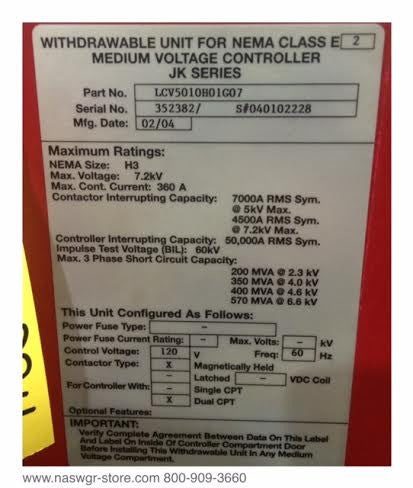 WITHDRAWABLE UNIT FOR NEMA CLASS E 2
MEDIUM VOLTAGE CONTROLLER
JK SERIES
Part No. LCV5010H01G07
Serial No. 352382/ S#040102228
Mfg. Date: 02/04
Maximum Ratings:
NEMA Size: H3
Max. Voltage: 7.2kV
Max. Cont. Current: 360 A
Contactor Interrupting Capacity: 7000A RMS Sym.
@ 5kV Max.
4500A RMS Sym.
@ 7.2kV Max.
Controller Interrupting Capacity: 50,000A RMS Sym.
Impulse Test Voltage (BIL): 60kV
Max. 3 Phase Short Circuit Capacity:
200 MVA @ 2.3 kV
350 MVA @ 4.0 kV
400 MVA @ 4.6 kV
570 MVA @ 6.6 kV
This Unit Configured As Follows:
Power Fuse Type: -
Power Fuse Current Rating: - Max. Volts: - kV
Control Voltage: 120 V Freq: 60 Hz
Contactor Type: X Magnetically Held
- Latched - VDC Coil
For Controller With: - Single CPT
X Dual CPT
Optional Features:
IMPORTANT:
Verify Complete Agreement Between Data On This Label
And Label On Inside Of Controller Compartment Door
Before Installing This Withdrawable Unit In Any Medium
Voltage Compartment.
www.naswgr-store.com 800-909-3660